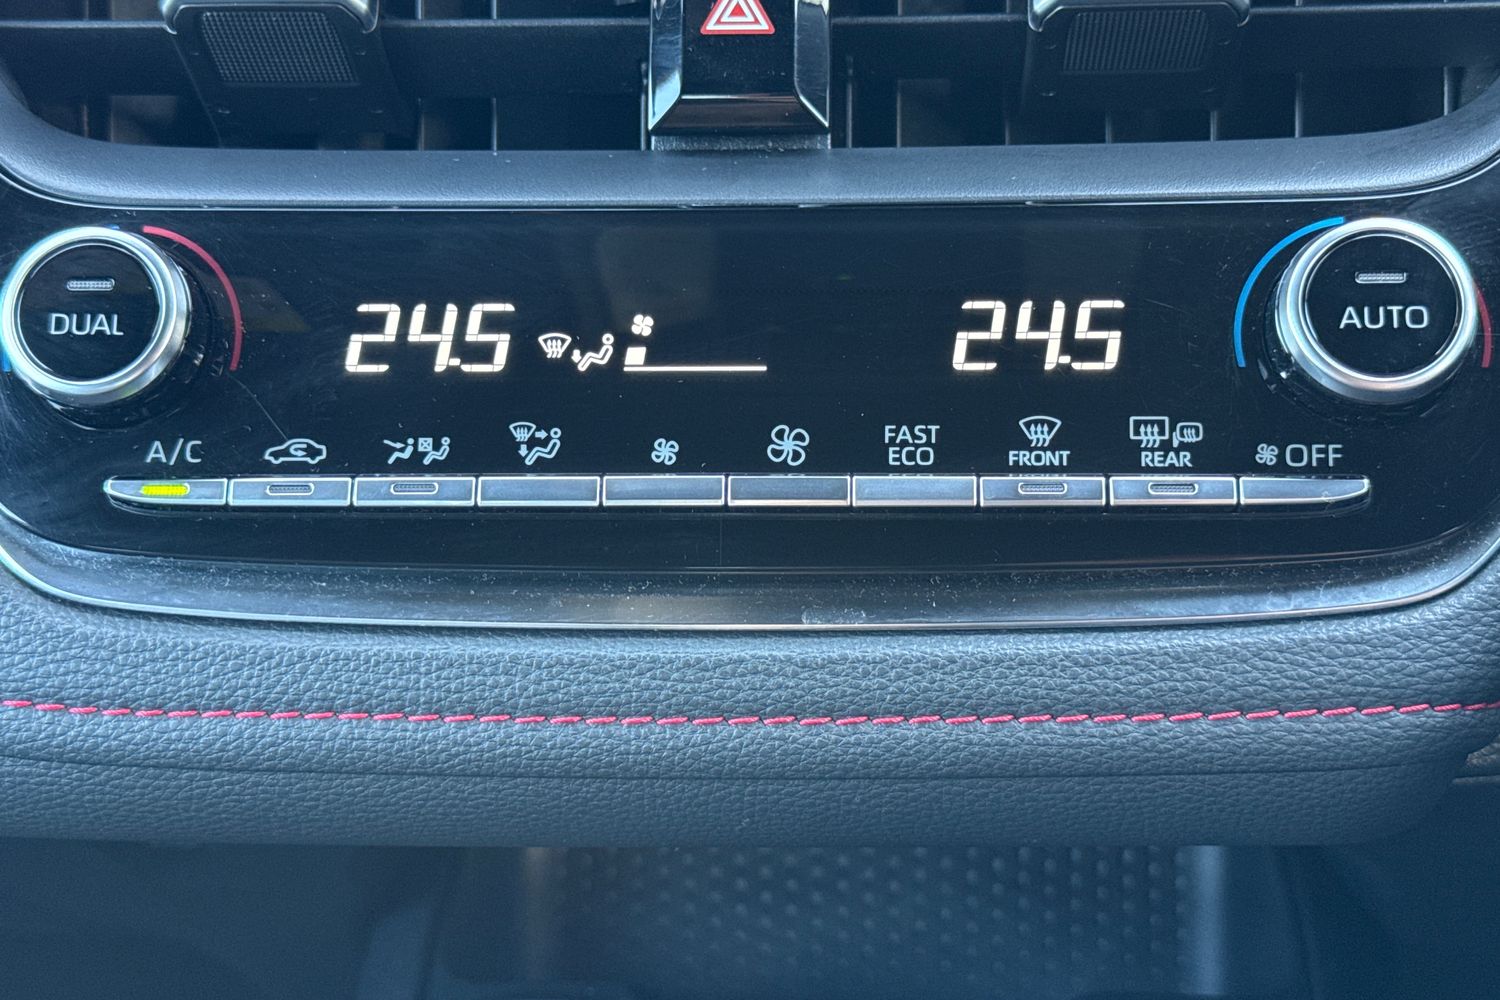 DUAL
24.5
24.5
AUTO
A/C
FAST
ECO
FRONT
REAR
OFF